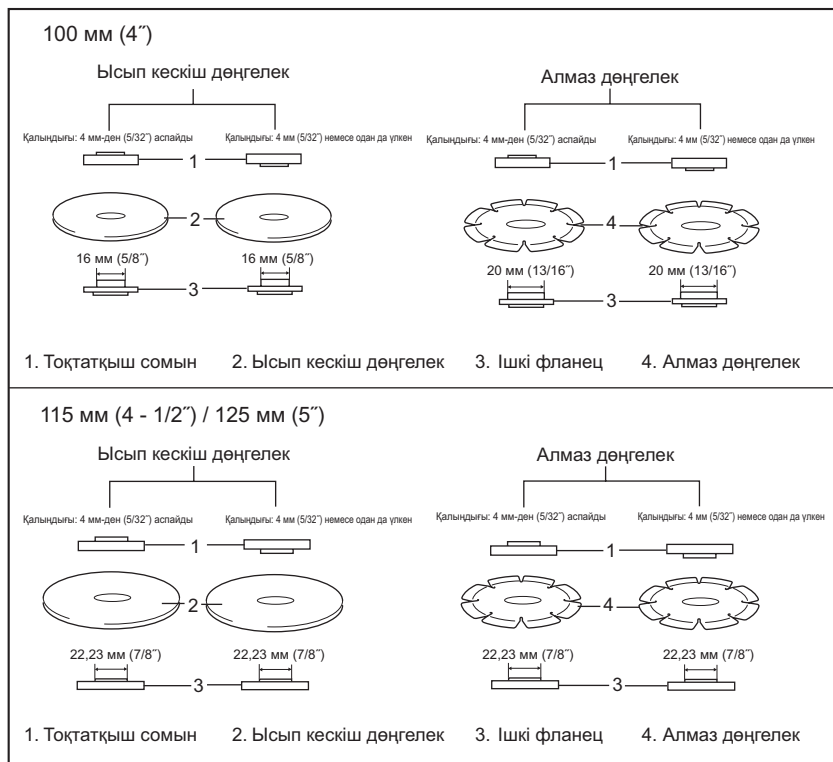 100 мм (4˝)
Ысып кескіш дөңгелек Алмаз дөңгелек
Қалыңдығы: 4 мм-ден (5/32˝) аспайды Қалыңдығы: 4 мм (5/32˝) немесе одан да үлкен Қалыңдығы: 4 мм-ден (5/32˝) аспайды Қалыңдығы: 4 мм (5/32˝) немесе одан да үлкен
1 1
2 4
16 мм (5/8˝) 16 мм (5/8˝) 20 мм (13/16˝) 20 мм (13/16˝)
3 3
1. Тоқтатқыш сомын 2. Ысып кескіш дөңгелек 3. Ішкі фланец 4. Алмаз дөңгелек
115 мм (4 - 1/2˝) / 125 мм (5˝)
Ысып кескіш дөңгелек Алмаз дөңгелек
Қалыңдығы: 4 мм-ден (5/32˝) аспайды Қалыңдығы: 4 мм (5/32˝) немесе одан да үлкен Қалыңдығы: 4 мм-ден (5/32˝) аспайды Қалыңдығы: 4 мм (5/32˝) немесе одан да үлкен
1 1
2 4
22,23 мм (7/8˝) 22,23 мм (7/8˝) 22,23 мм (7/8˝) 22,23 мм (7/8˝)
3 3
1. Тоқтатқыш сомын 2. Ысып кескіш дөңгелек 3. Ішкі фланец 4. Алмаз дөңгелек